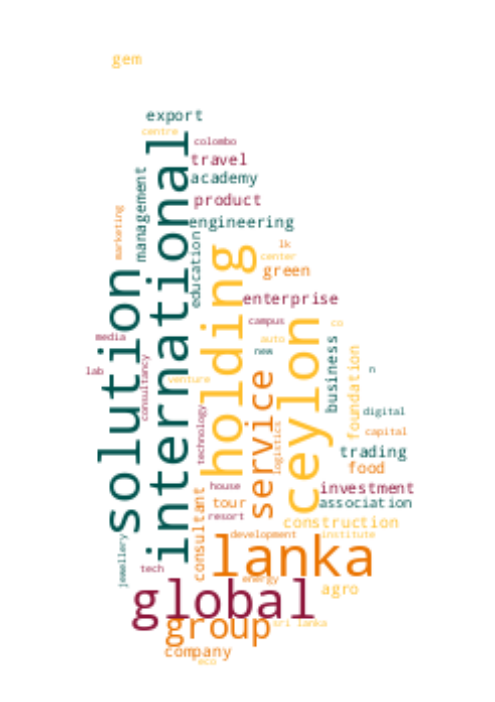 gem
export
centre
international
colombo
travel
management
academy
product
marketing
engineering
education
lk
holding
center
green
solution
enterprise
ceylon
campus
co
media
auto
business
new
foundation
lab
consultancy
venture
service
n
technology
digital
logistics
capital
trading
food
house
investment
tour
association
consultant
resort
construction
jewellery
development
institute
lanka
tech
energy
global
agro
group
sri lanka
company
eco